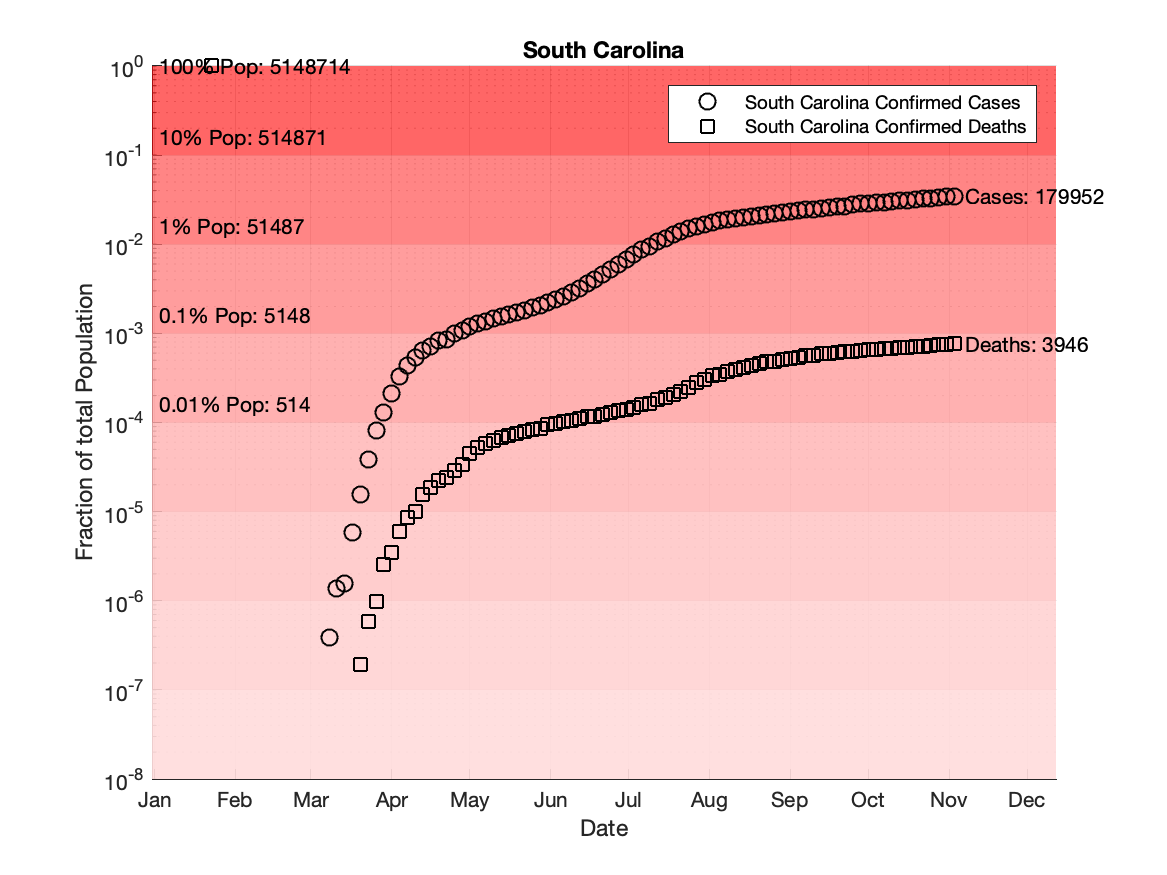 South Carolina
10^0
100% Pop: 5148714
South Carolina Confirmed Cases
South Carolina Confirmed Deaths
10% Pop: 514871
10^-1
Cases: 179952
1% Pop: 51487
10^-2
0.1% Pop: 5148
10^-3
Deaths: 3946
0.01% Pop: 514
10^-4
10^-5
10^-6
10^-7
10^-8
Fraction of total Population
Jan Feb Mar Apr May Jun Jul Aug Sep Oct Nov Dec
Date